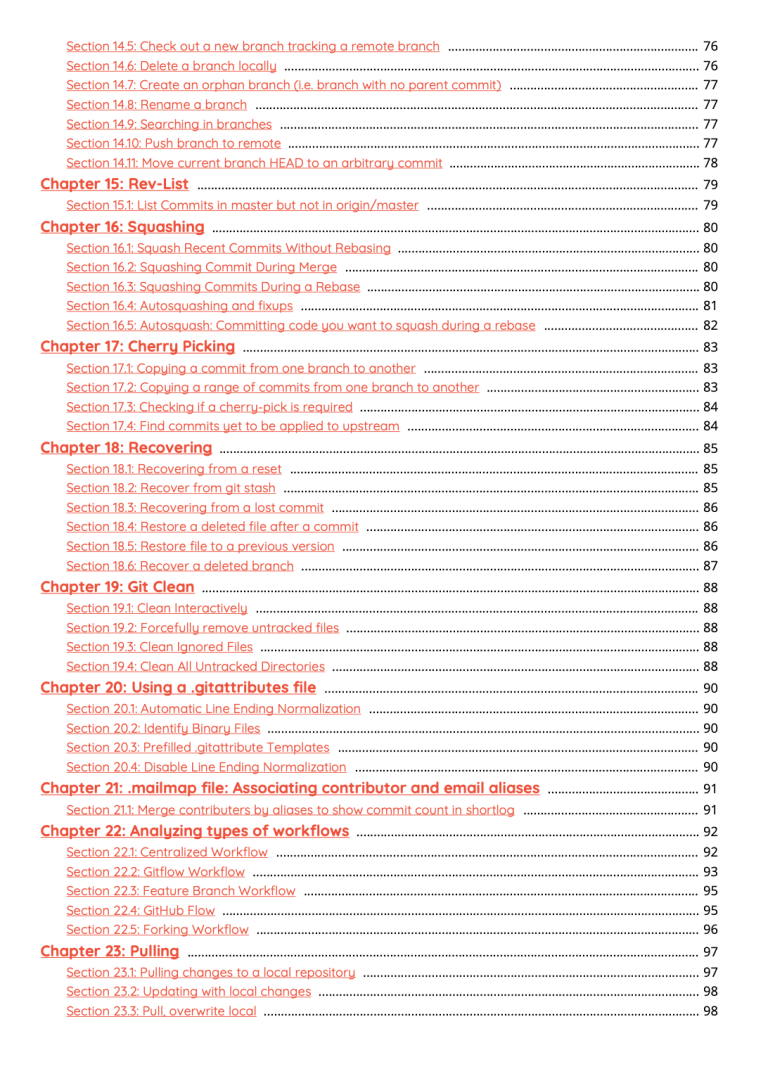 Section 14.5: Check out a new branch tracking a remote branch ........................................................................ 76
Section 14.6: Delete a branch locally ........................................................................ 76
Section 14.7: Create an orphan branch (i.e. branch with no parent commit) ........................................................................ 77
Section 14.8: Rename a branch ........................................................................ 77
Section 14.9: Searching in branches ........................................................................ 77
Section 14.10: Push branch to remote ........................................................................ 77
Section 14.11: Move current branch HEAD to an arbitrary commit ........................................................................ 78
Chapter 15: Rev-List ........................................................................ 79
Section 15.1: List Commits in master but not in origin/master ........................................................................ 79
Chapter 16: Squashing ........................................................................ 80
Section 16.1: Squash Recent Commits Without Rebasing ........................................................................ 80
Section 16.2: Squashing Commit During Merge ........................................................................ 80
Section 16.3: Squashing Commits During a Rebase ........................................................................ 80
Section 16.4: Autosquashing and fixups ........................................................................ 81
Section 16.5: Autosquash: Committing code you want to squash during a rebase ............................................. 82
Chapter 17: Cherry Picking ........................................................................ 83
Section 17.1: Copying a commit from one branch to another ........................................................................ 83
Section 17.2: Copying a range of commits from one branch to another ........................................................................ 83
Section 17.3: Checking if a cherry-pick is required ........................................................................ 84
Section 17.4: Find commits yet to be applied to upstream ........................................................................ 84
Chapter 18: Recovering ........................................................................ 85
Section 18.1: Recovering from a reset ........................................................................ 85
Section 18.2: Recover from git stash ........................................................................ 85
Section 18.3: Recovering from a lost commit ........................................................................ 86
Section 18.4: Restore a deleted file after a commit ........................................................................ 86
Section 18.5: Restore file to a previous version ........................................................................ 86
Section 18.6: Recover a deleted branch ........................................................................ 87
Chapter 19: Git Clean ........................................................................ 88
Section 19.1: Clean Interactively ........................................................................ 88
Section 19.2: Forcefully remove untracked files ........................................................................ 88
Section 19.3: Clean Ignored Files ........................................................................ 88
Section 19.4: Clean All Untracked Directories ........................................................................ 88
Chapter 20: Using a .gitattributes file ........................................................................ 90
Section 20.1: Automatic Line Ending Normalization ........................................................................ 90
Section 20.2: Identify Binary Files ........................................................................ 90
Section 20.3: Prefilled .gitattribute Templates ........................................................................ 90
Section 20.4: Disable Line Ending Normalization ........................................................................ 90
Chapter 21: .mailmap file: Associating contributor and email aliases ............................................ 91
Section 21.1: Merge contributers by aliases to show commit count in shortlog .................................................... 91
Chapter 22: Analyzing types of workflows ........................................................................ 92
Section 22.1: Centralized Workflow ........................................................................ 92
Section 22.2: Gitflow Workflow ........................................................................ 93
Section 22.3: Feature Branch Workflow ........................................................................ 95
Section 22.4: GitHub Flow ........................................................................ 95
Section 22.5: Forking Workflow ........................................................................ 96
Chapter 23: Pulling ........................................................................ 97
Section 23.1: Pulling changes to a local repository ........................................................................ 97
Section 23.2: Updating with local changes ........................................................................ 98
Section 23.3: Pull, overwrite local ........................................................................ 98